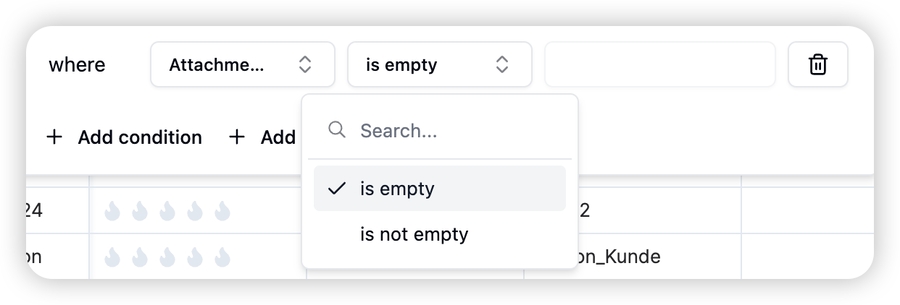 where Attachme... is empty
Search...
+ Add condition + Add
is empty
24 2
is not empty
on on_Kunde